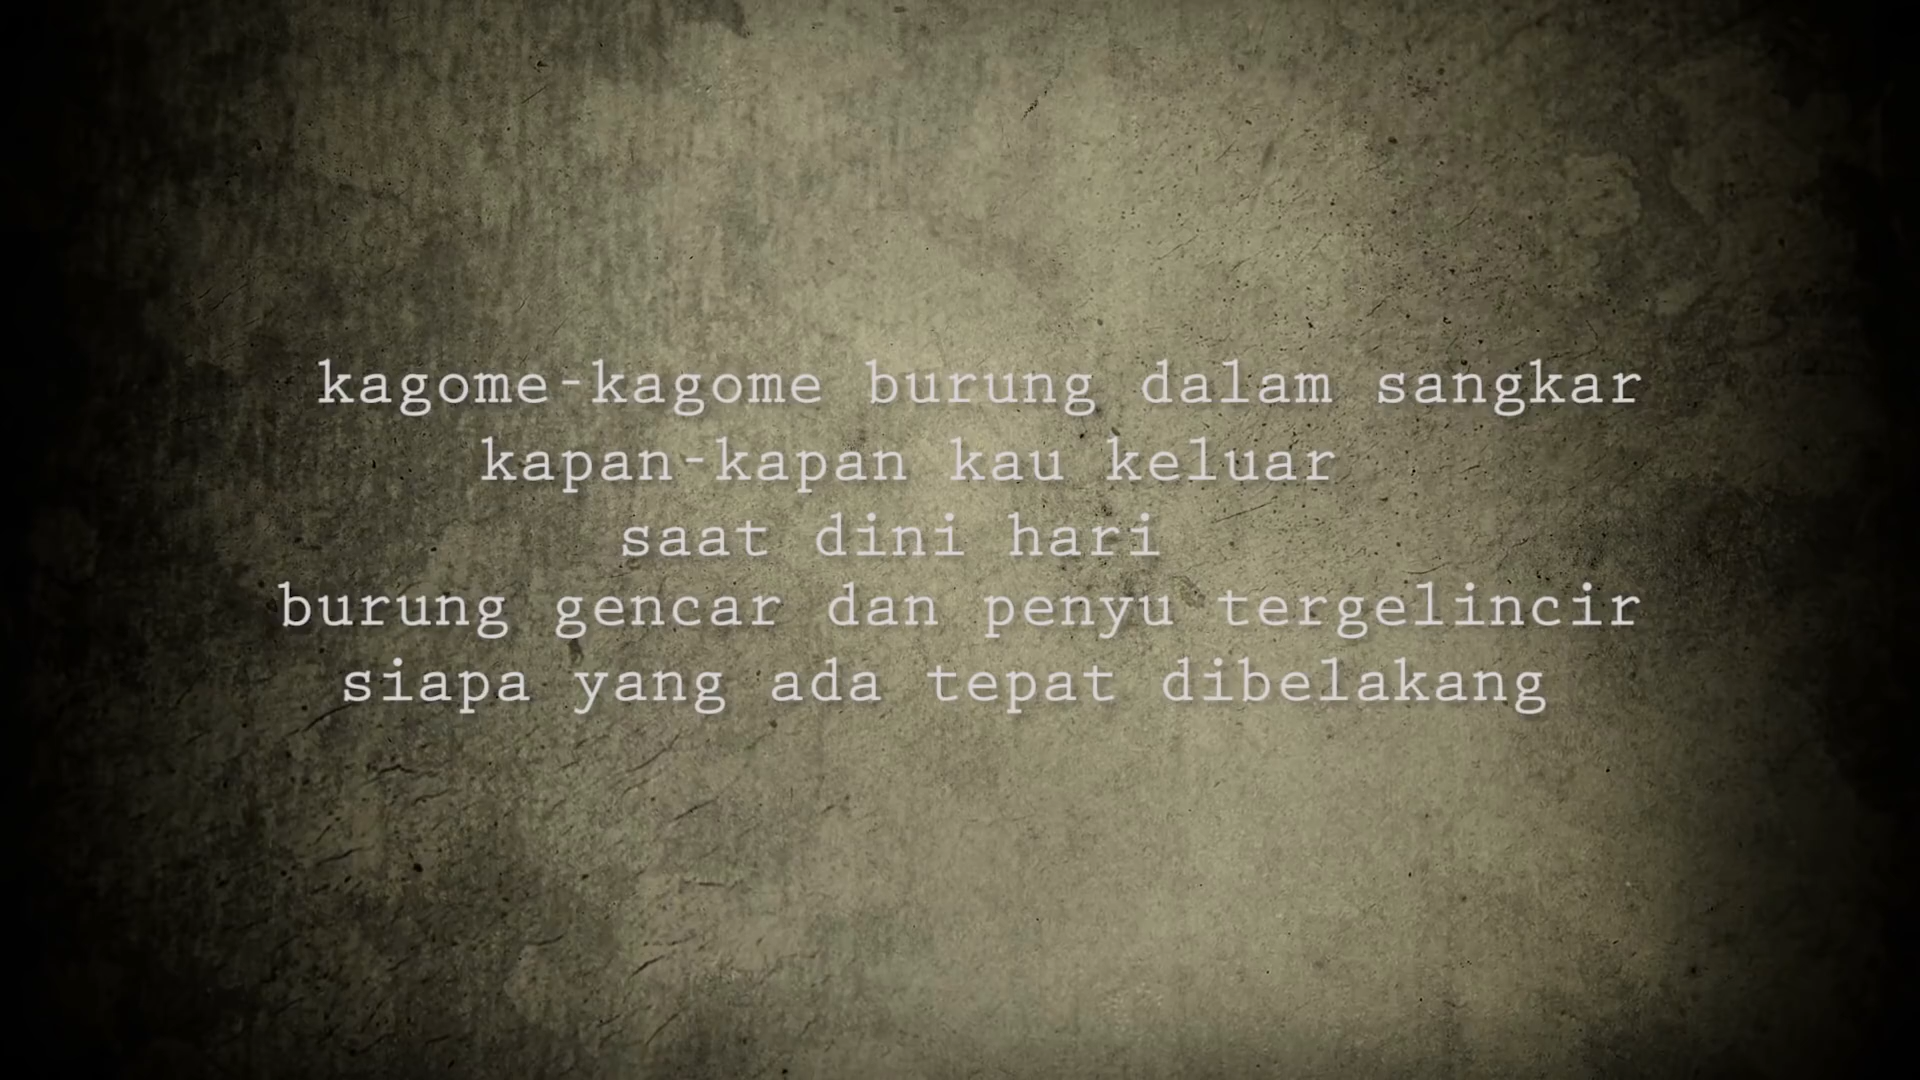 kagome-kagome burung dalam sangkar
kapan-kapan kau keluar
saat dini hari
burung gencar dan penyu tergelincir
siapa yang ada tepat dibelakang